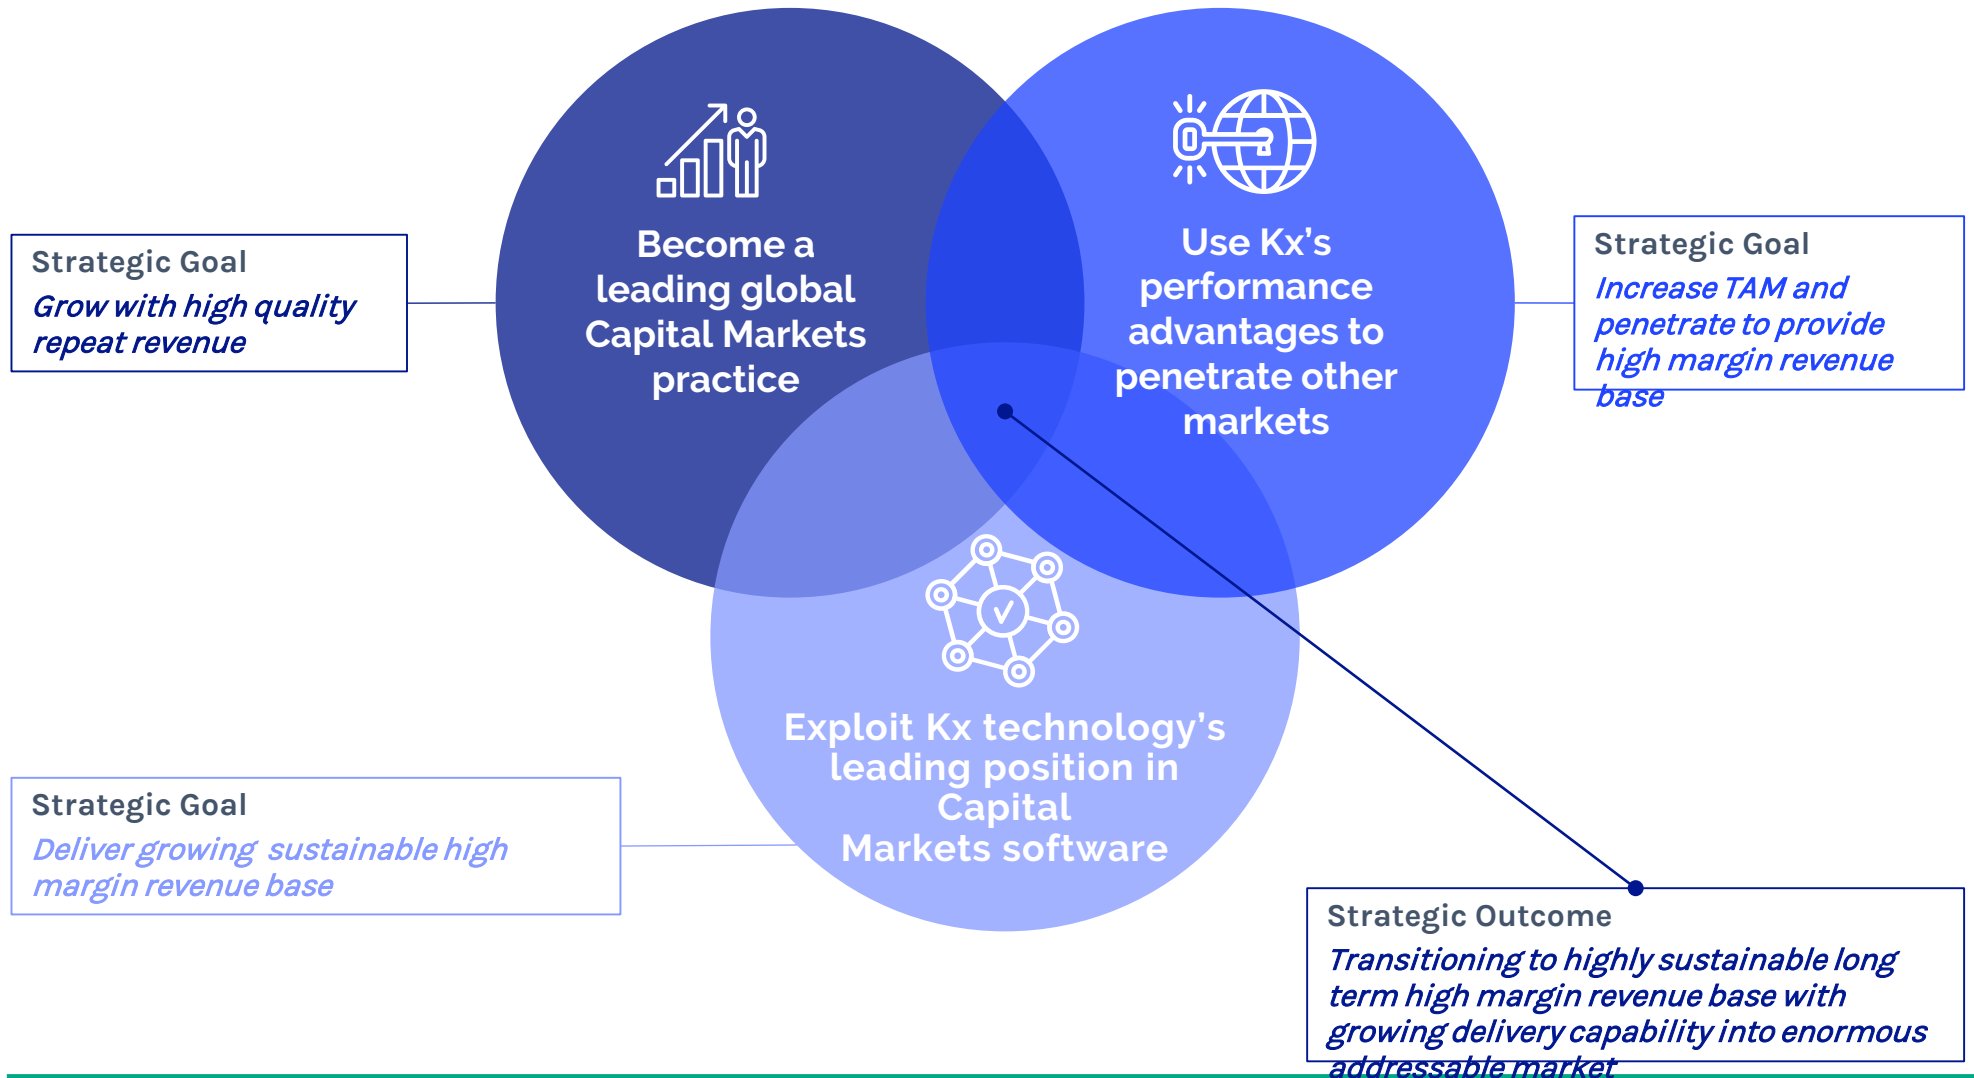 Become a
leading global
Capital Markets
practice
Use Kx’s
performance
advantages to
penetrate other
markets
Strategic Goal
Grow with high quality
repeat revenue
Strategic Goal
Increase TAM and
penetrate to provide
high margin revenue
base
Exploit Kx technology’s
leading position in
Capital
Markets software
Strategic Goal
Deliver growing  sustainable high
margin revenue base
Strategic Outcome
Transitioning to highly sustainable long
term high margin revenue base with
growing delivery capability into enormous
addressable market